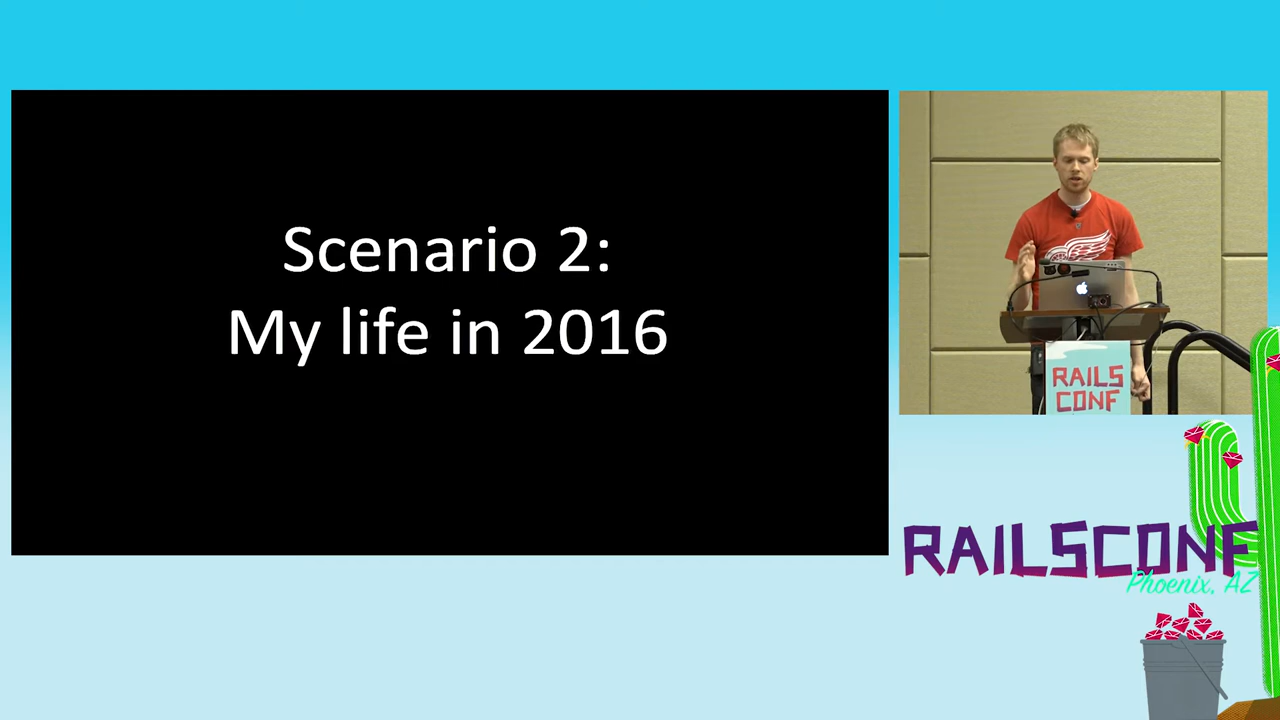 Scenario 2:
My life in 2016
RAILS
CONF
RAILSCONF
Phoenix, AZ